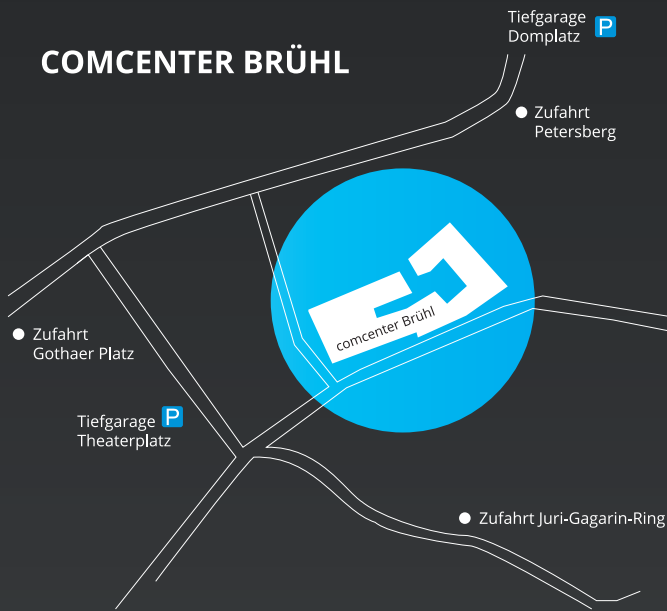 COMCENTER BRÜHL
Tiefgarage P
Domplatz
Zufahrt
Petersberg
comcenter Brühl
Zufahrt
Gothaer Platz
Tiefgarage P
Theaterplatz
Zufahrt Juri-Gagarin-Ring